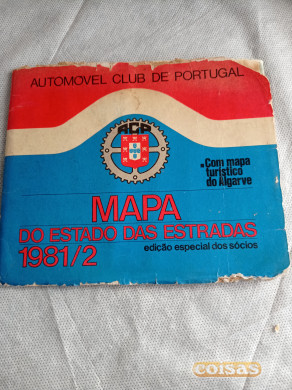 AUTOMÓVEL CLUB DE PORTUGAL
ACP
.Com mapa
turístico
do Algarve
MAPA
DO ESTADO DAS ESTRADAS
1981/2
edição especial dos sócios
coisas